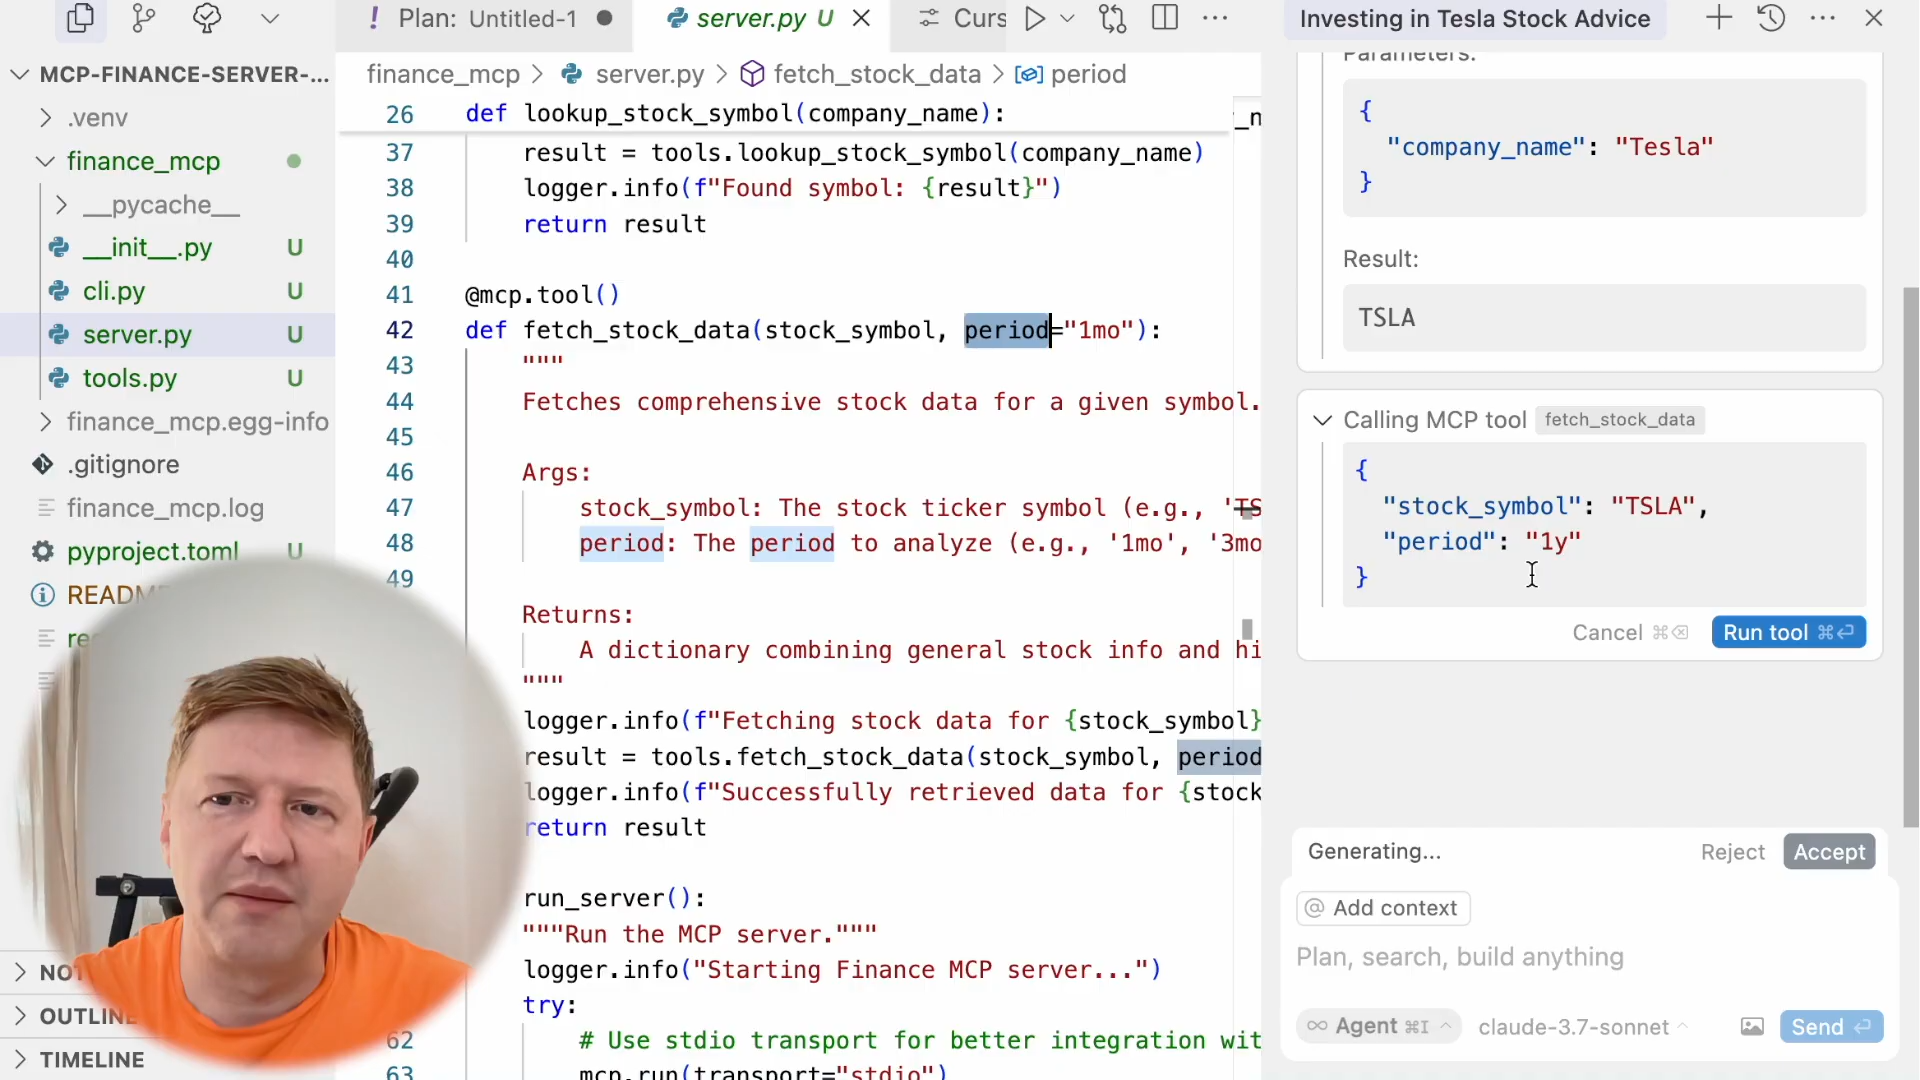 Plan: Untitled-1
server.py U
Curs
MCP-FINANCE-SERVER-...
.venv
finance_mcp
__pycache__
__init__.py U
cli.py U
server.py U
tools.py U
finance_mcp.egg-info
.gitignore
finance_mcp.log
pyproject.toml U
README
NOT
OUTLINE
TIMELINE
finance_mcp > server.py > fetch_stock_data > period
26 def lookup_stock_symbol(company_name):
37 result = tools.lookup_stock_symbol(company_name)
38 logger.info(f"Found symbol: {result}")
39 return result
40
41 @mcp.tool()
42 def fetch_stock_data(stock_symbol, period="1mo"):
43 """
44 Fetches comprehensive stock data for a given symbol.
45
46 Args:
47 stock_symbol: The stock ticker symbol (e.g., 'TS
48 period: The period to analyze (e.g., '1mo', '3mo
49
Returns:
A dictionary combining general stock info and hi
"""
logger.info(f"Fetching stock data for {stock_symbol}
result = tools.fetch_stock_data(stock_symbol, period
logger.info(f"Successfully retrieved data for {stock
return result
run_server():
"""Run the MCP server."""
logger.info("Starting Finance MCP server...")
try:
62 # Use stdio transport for better integration wit
63 mcp.run(transport="stdio")
Investing in Tesla Stock Advice
Parameters:
{
"company_name": "Tesla"
}
Result:
TSLA
Calling MCP tool fetch_stock_data
{
"stock_symbol": "TSLA",
"period": "1y"
}
Cancel ⌘⌫ Run tool ⌘⏎
Generating... Reject Accept
@ Add context
Plan, search, build anything
∞ Agent ⌘I claude-3.7-sonnet Send ⏎